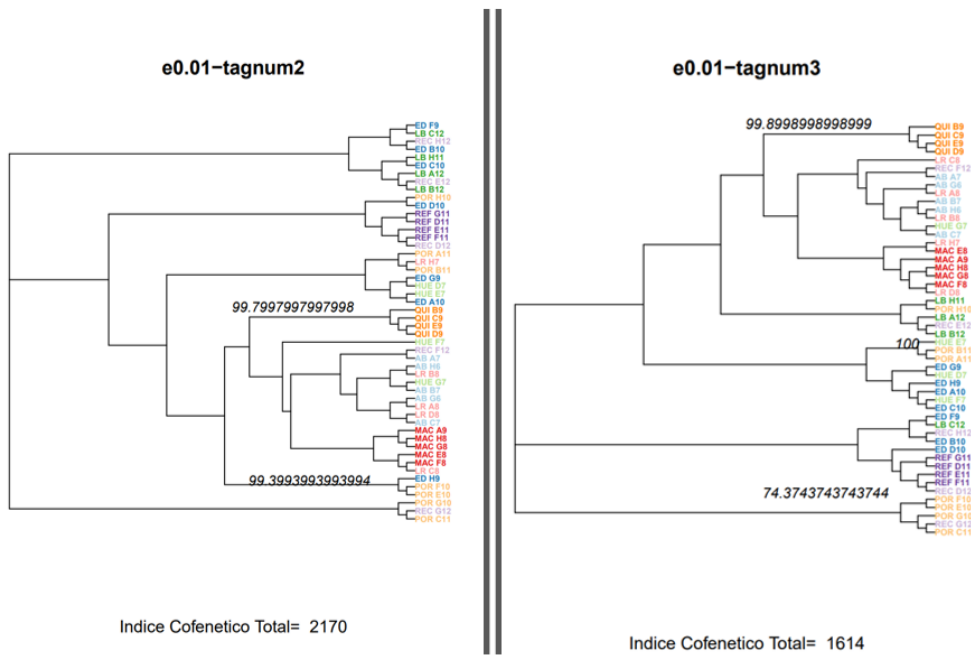 e0.01−tagnum2
ED F9
LB C12
REC H12
ED B10
LB H11
ED C10
LB A12
REC E12
LB B12
POR H10
ED D10
REF G11
REF D11
REF E11
REF F11
REC D12
POR A11
LR H7
POR B11
ED G9
HUE D7
HUE E7
ED A10
99.7997997997998
QUI B9
QUI C9
QUI E9
QUI D9
HUE F7
REC F12
AB A7
AB H6
LR B8
HUE G7
AB B7
AB G6
LR A8
LR D8
AB C7
MAC A9
MAC H8
MAC G8
MAC E8
MAC F8
LR C8
99.3993993993994
ED H9
POR F10
POR E10
POR G10
REC G12
POR C11
Indice Cofenetico Total= 2170
e0.01−tagnum3
99.8998998998999
QUI B9
QUI C9
QUI E9
QUI D9
LR C8
REC F12
AB A7
AB G6
LR A8
AB B7
AB H6
LR B8
HUE G7
AB C7
LR H7
MAC E8
MAC A9
MAC H8
MAC G8
MAC F8
LR D8
LB H11
POR H10
LB A12
REC E12
LB B12
100
HUE E7
POR B11
POR A11
ED G9
HUE D7
ED H9
ED A10
HUE F7
ED C10
ED F9
LB C12
REC H12
ED B10
ED D10
REF G11
REF D11
REF E11
REF F11
REC D12
74.3743743743744
POR F10
POR E10
POR G10
REC G12
POR C11
Indice Cofenetico Total= 1614